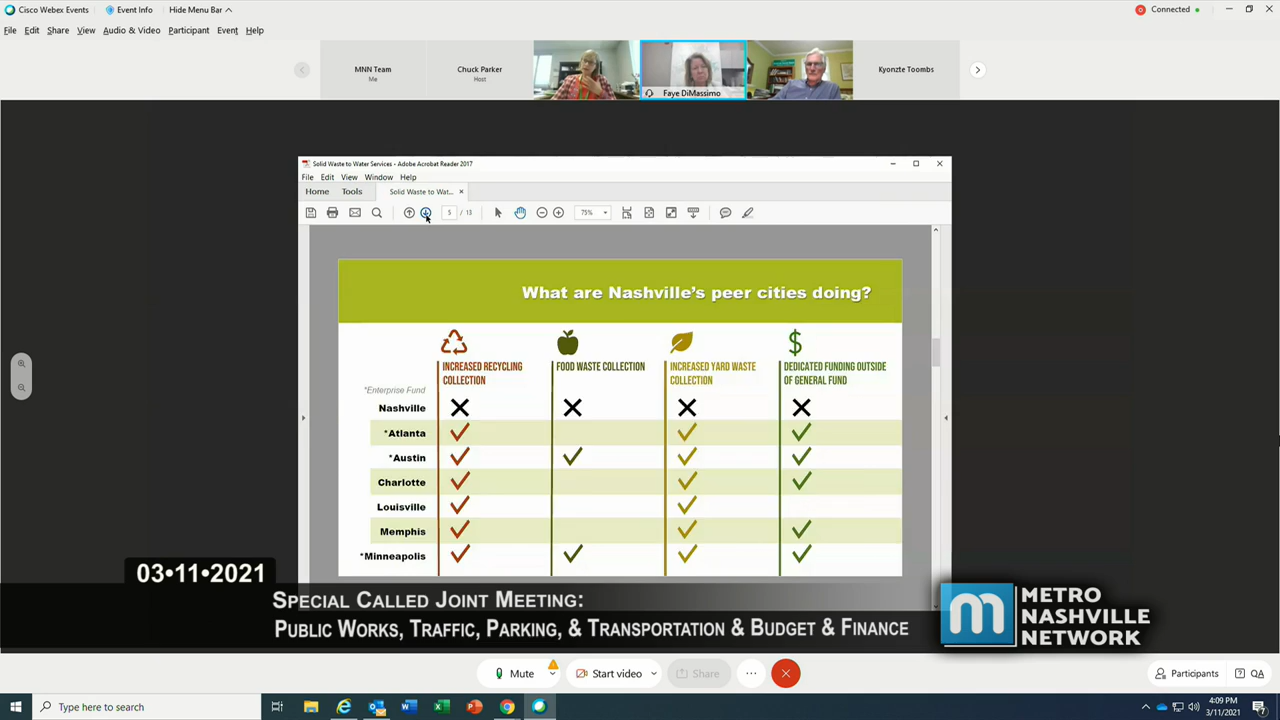 Cisco Webex Events
Event Info
Hide Menu Bar
Connected
File Edit Share View Audio & Video Participant Event Help
MNN Team
Me
Chuck Parker
Host
Faye DiMassimo
Kyonzte Toombs
Solid Waste to Water Services - Adobe Acrobat Reader 2017
File Edit View Window Help
Home Tools Solid Waste to Wat... ×
5 / 13 75%
What are Nashville's peer cities doing?
INCREASED RECYCLING
COLLECTION
FOOD WASTE COLLECTION
INCREASED YARD WASTE
COLLECTION
$
DEDICATED FUNDING OUTSIDE
OF GENERAL FUND
*Enterprise Fund
Nashville
*Atlanta
*Austin
Charlotte
Louisville
Memphis
*Minneapolis
03•11•2021
SPECIAL CALLED JOINT MEETING:
PUBLIC WORKS, TRAFFIC, PARKING, & TRANSPORTATION & BUDGET & FINANCE
m
METRO
NASHVILLE
NETWORK
Mute
Start video
Share
Participants
QA
Type here to search
4:09 PM
3/11/2021
7